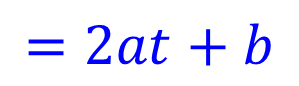 = 2at + b